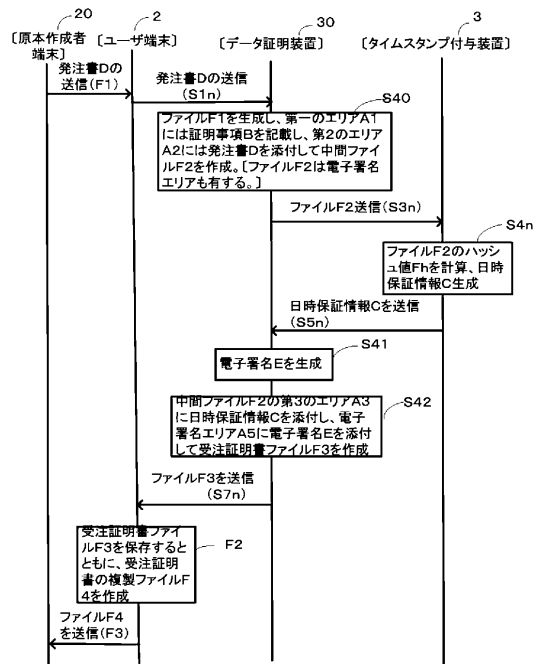 20
2
30
3
〔原本作成者
端末〕
〔ユーザ端末〕
〔データ証明装置〕
〔タイムスタンプ付与装置〕
発注書Dの
送信(F1)
発注書Dの送信
(S1n)
S40
ファイルF1を生成し、第一のエリアA1
には証明事項Bを記載し、第2のエリア
A2には発注書Dを添付して中間ファイ
ルF2を作成。[ファイルF2は電子署名
エリアも有する。]
ファイルF2送信(S3n)
S4n
ファイルF2のハッシ
ュ値Fhを計算、日時
保証情報C生成
日時保証情報Cを送信
(S5n)
S41
電子署名Eを生成
S42
中間ファイルF2の第3のエリアA3
に日時保証情報Cを添付し、電子
署名エリアA5に電子署名Eを添付
して受注証明書ファイルF3を作成
ファイルF3を送信
(S7n)
F2
受注証明書ファイ
ルF3を保存すると
ともに、受注証明
書の複製ファイルF
4を作成
ファイルF4
を送信(F3)